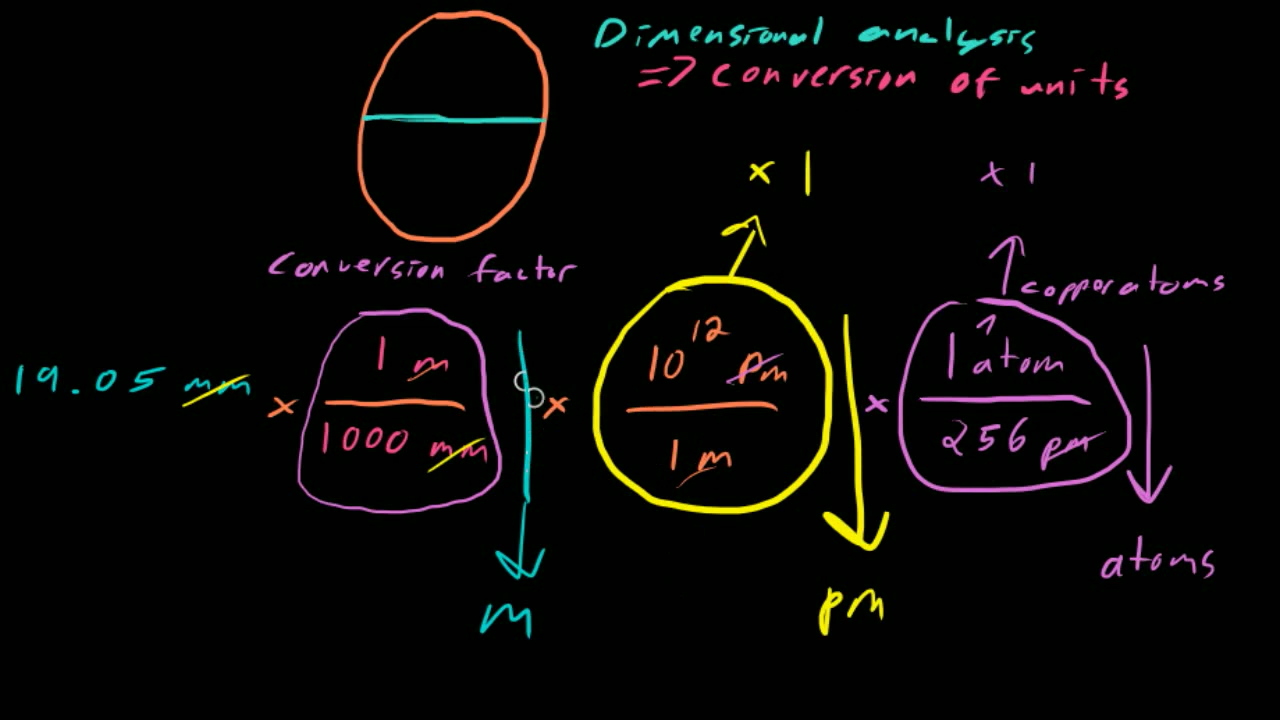 Dimensional analysis
=> conversion of units
x 1
x 1
Conversion factor
copper atoms
19.05 mm x 1 m / 1000 mm x 10^12 pm / 1 m x 1 atom / 256 pm
m
pm
atoms